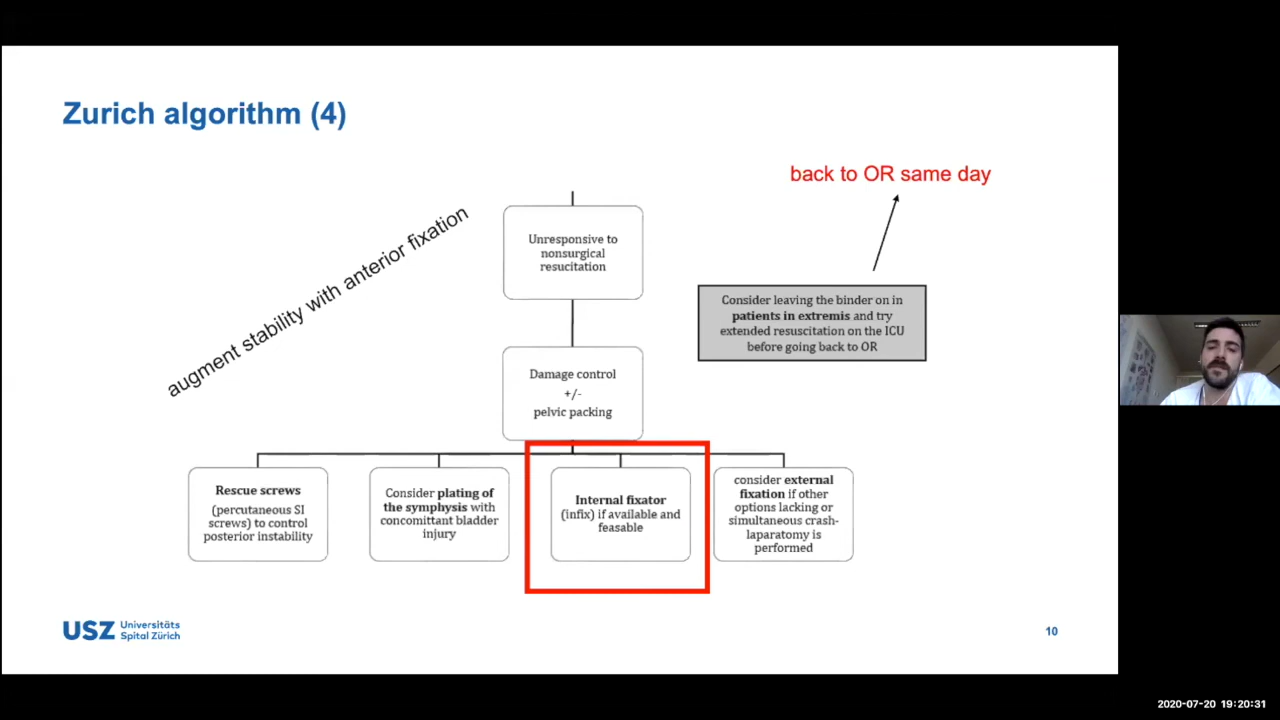 Zurich algorithm (4)
back to OR same day
augment stability with anterior fixation
Unresponsive to
nonsurgical
resucitation
Consider leaving the binder on in
patients in extremis and try
extended resuscitation on the ICU
before going back to OR
Damage control
+/-
pelvic packing
Rescue screws
(percutaneous SI
screws) to control
posterior instability
Consider plating of
the symphysis with
concomittant bladder
injury
Internal fixator
(infix) if available and
feasable
consider external
fixation if other
options lacking or
simultaneous crash-
laparatomy is
performed
USZ Universitäts
Spital Zürich
10
2020-07-20 19:20:31